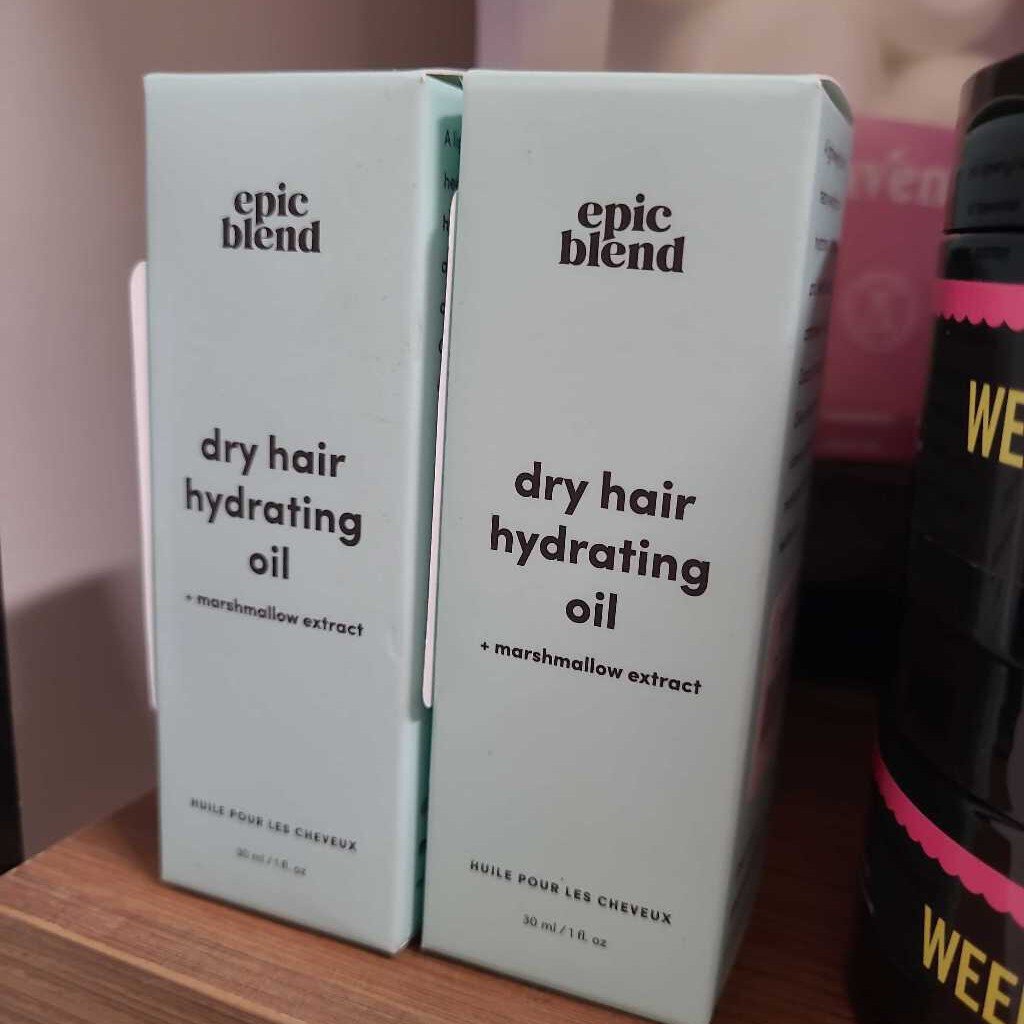 epic
blend
dry hair
hydrating
oil
+ marshmallow extract
HUILE POUR LES CHEVEUX
30 ml / 1 fl. oz
epic
blend
dry hair
hydrating
oil
+ marshmallow extract
HUILE POUR LES CHEVEUX
30 ml / 1 fl. oz
WE
WEE